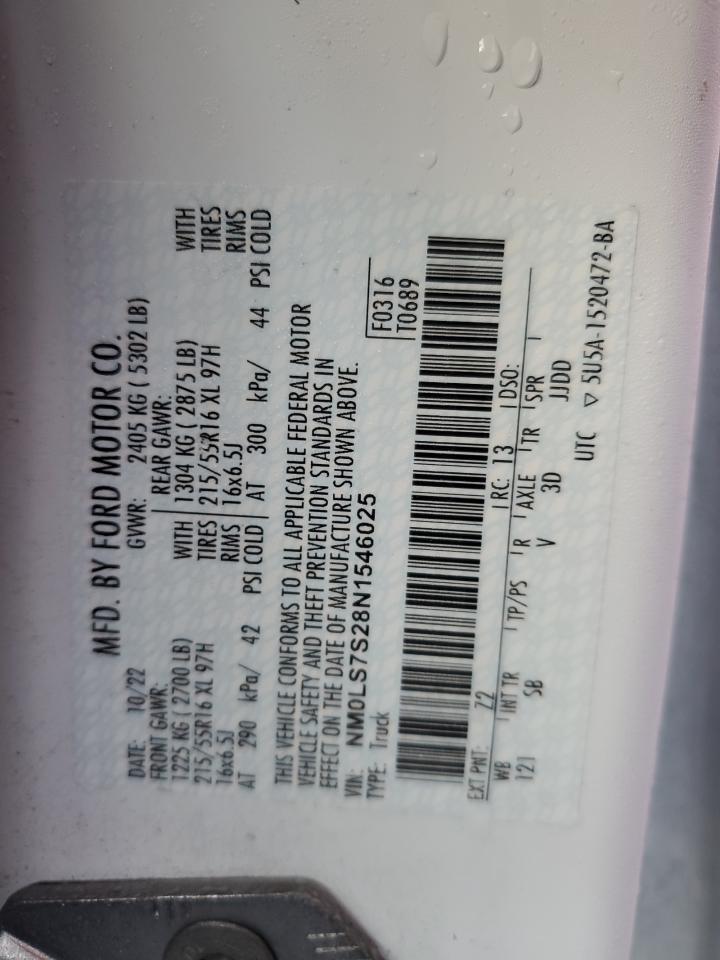 MFD. BY FORD MOTOR CO.
DATE: 10/22 GVWR: 2405 KG ( 5302 LB)
FRONT GAWR: REAR GAWR:
1225 KG ( 2700 LB) WITH 1304 KG ( 2875 LB) WITH
215/55R16 XL 97H TIRES 215/55R16 XL 97H TIRES
16x6.5J RIMS 16x6.5J RIMS
AT 290 kPa/ 42 PSI COLD AT 300 kPa/ 44 PSI COLD
THIS VEHICLE CONFORMS TO ALL APPLICABLE FEDERAL MOTOR
VEHICLE SAFETY AND THEFT PREVENTION STANDARDS IN
EFFECT ON THE DATE OF MANUFACTURE SHOWN ABOVE.
VIN: NM0LS7S28N1546025 F0316
TYPE: Truck T0689
EXT PNT: Z2 RC: 13 DSO:
WB INT TR TP/PS R AXLE TR SPR
121 SB V 3D JJDD
UTC ▽ 5U5A-1520472-BA